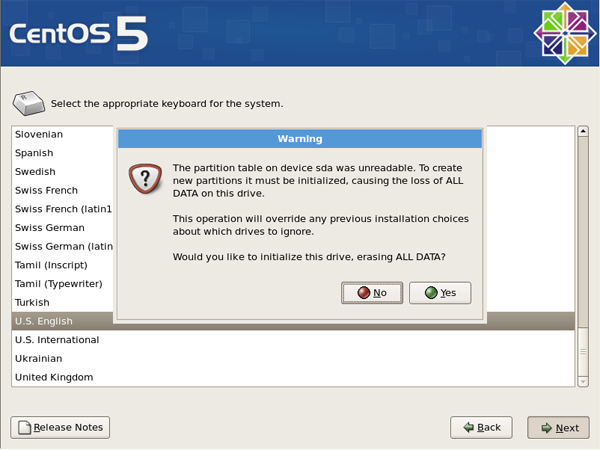 CentOS 5
Select the appropriate keyboard for the system.
Slovenian
Spanish
Swedish
Swiss French
Swiss French (latin1
Swiss German
Swiss German (latin
Tamil (Inscript)
Tamil (Typewriter)
Turkish
U.S. English
U.S. International
Ukrainian
United Kingdom
Warning
The partition table on device sda was unreadable. To create
new partitions it must be initialized, causing the loss of ALL
DATA on this drive.
This operation will override any previous installation choices
about which drives to ignore.
Would you like to initialize this drive, erasing ALL DATA?
No
Yes
Release Notes
Back
Next